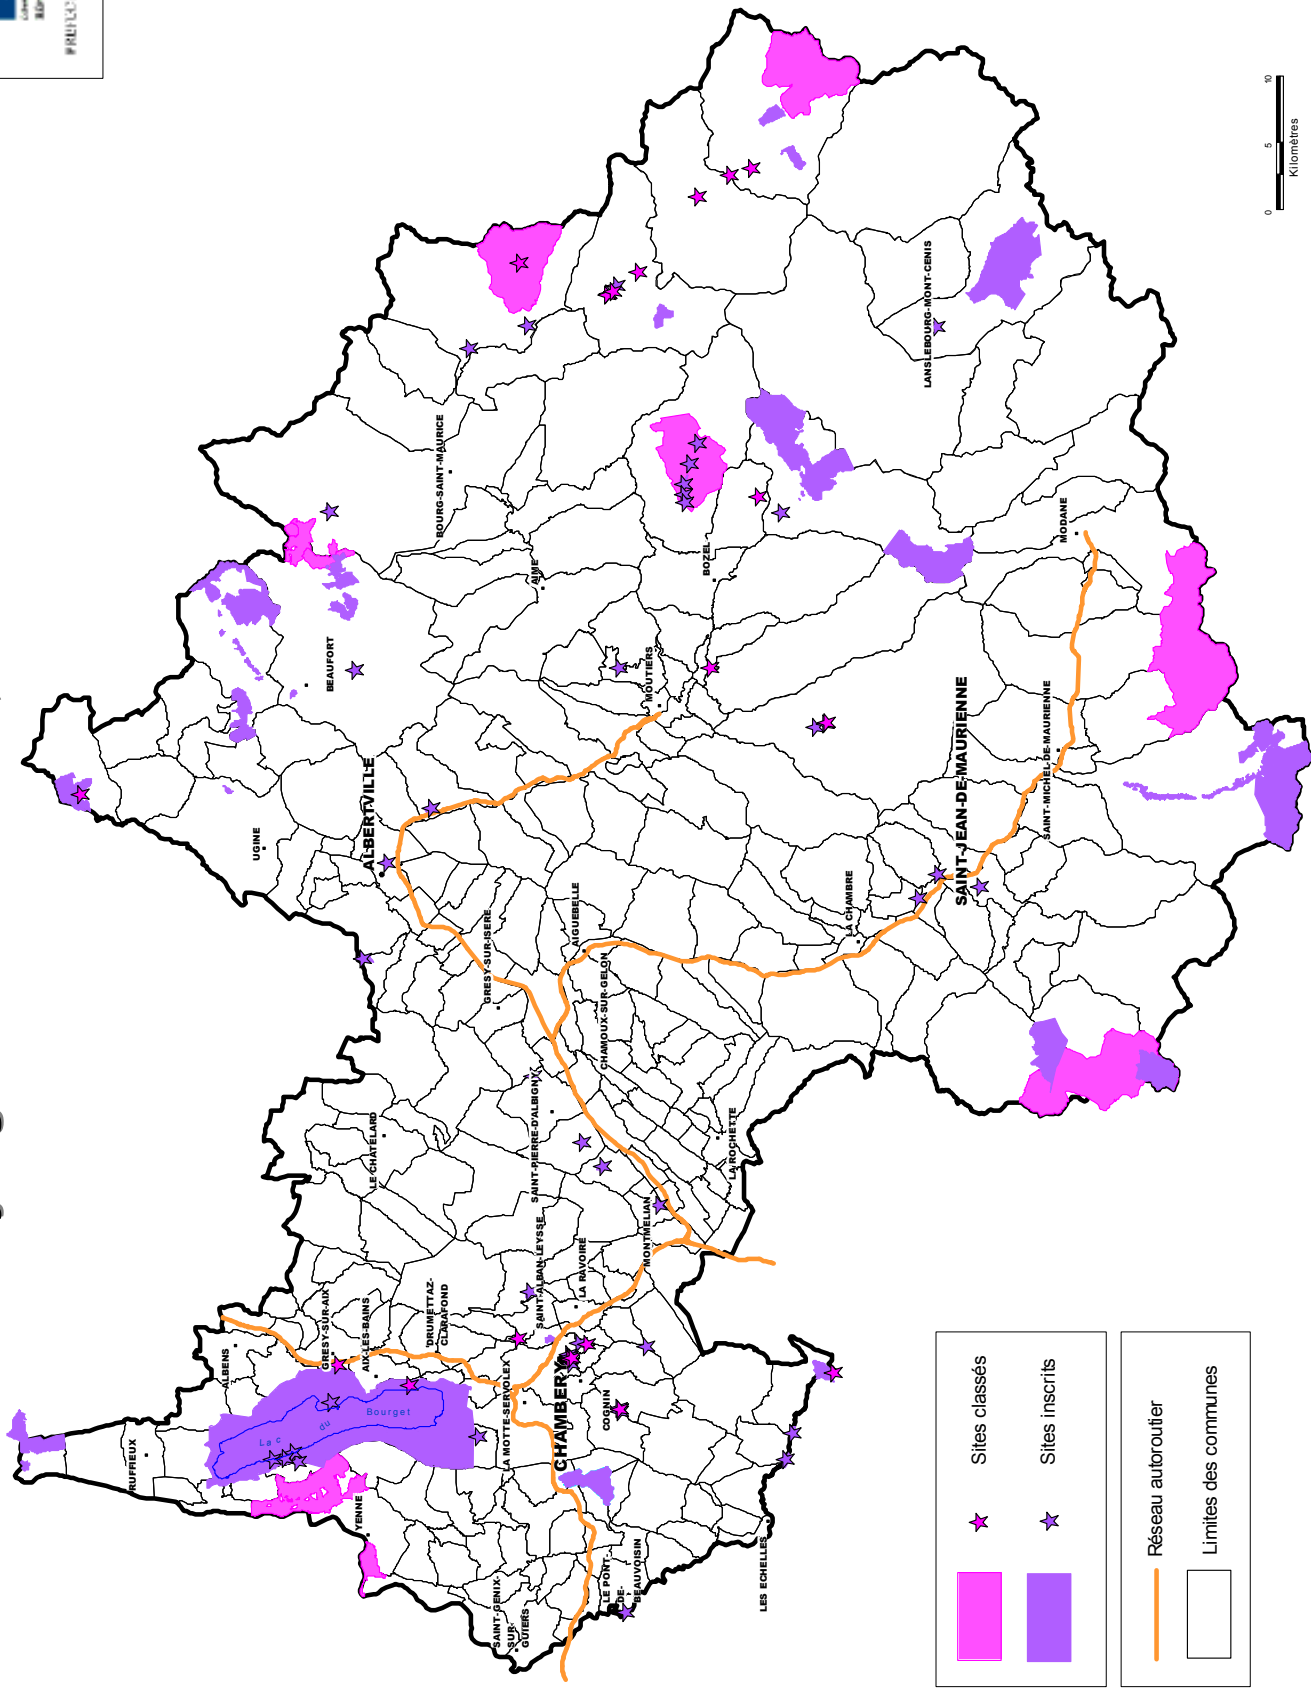 RUFFIEUX
ALBENS
GRESY-SUR-AIX
AIX-LES-BAINS
Lac
du
Bourget
DRUMETTAZ-
CLARAFOND
YENNE
SAINT-GENIX-
SUR-
GUIERS
LE PONT-
DE-
BEAUVOISIN
LES ECHELLES
LA MOTTE-SERVOLEX
CHAMBERY
COGNIN
SAINT-ALBAN-LEYSSE
LA RAVOIRE
MONTMELIAN
LE CHATELARD
SAINT-PIERRE-D'ALBIGNY
LA ROCHETTE
CHAMOUX-SUR-GELON
GRESY-SUR-ISERE
AIGUEBELLE
UGINE
ALBERTVILLE
BEAUFORT
BOURG-SAINT-MAURICE
AIME
MOUTIERS
BOZEL
LA CHAMBRE
SAINT-JEAN-DE-MAURIENNE
SAINT-MICHEL-DE-MAURIENNE
MODANE
LANSLEBOURG-MONT-CENIS
0 5 10
Kilomètres
Sites classés
Sites inscrits
Réseau autoroutier
Limites des communes